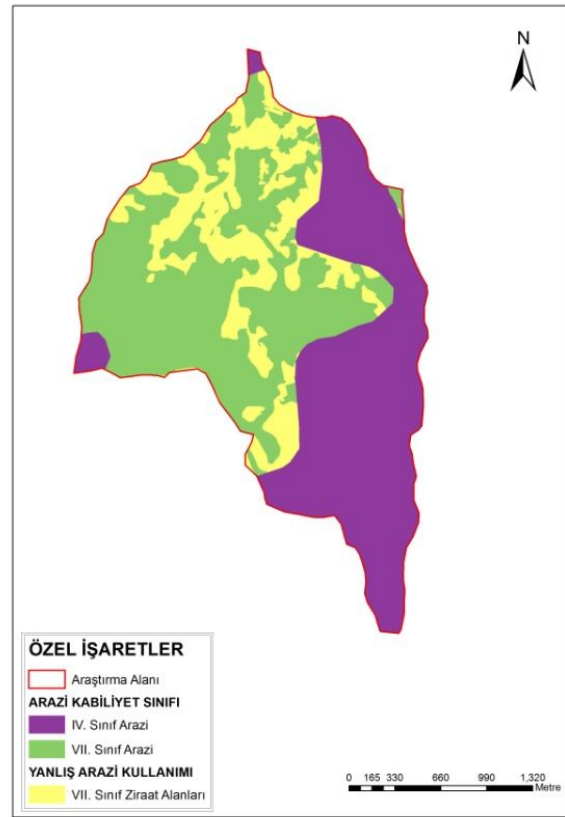 N
ÖZEL İŞARETLER
Araştırma Alanı
ARAZİ KABİLİYET SINIFI
IV. Sınıf Arazi
VII. Sınıf Arazi
YANLIŞ ARAZİ KULLANIMI
VII. Sınıf Ziraat Alanları
0 165 330 660 990 1,320
Metre